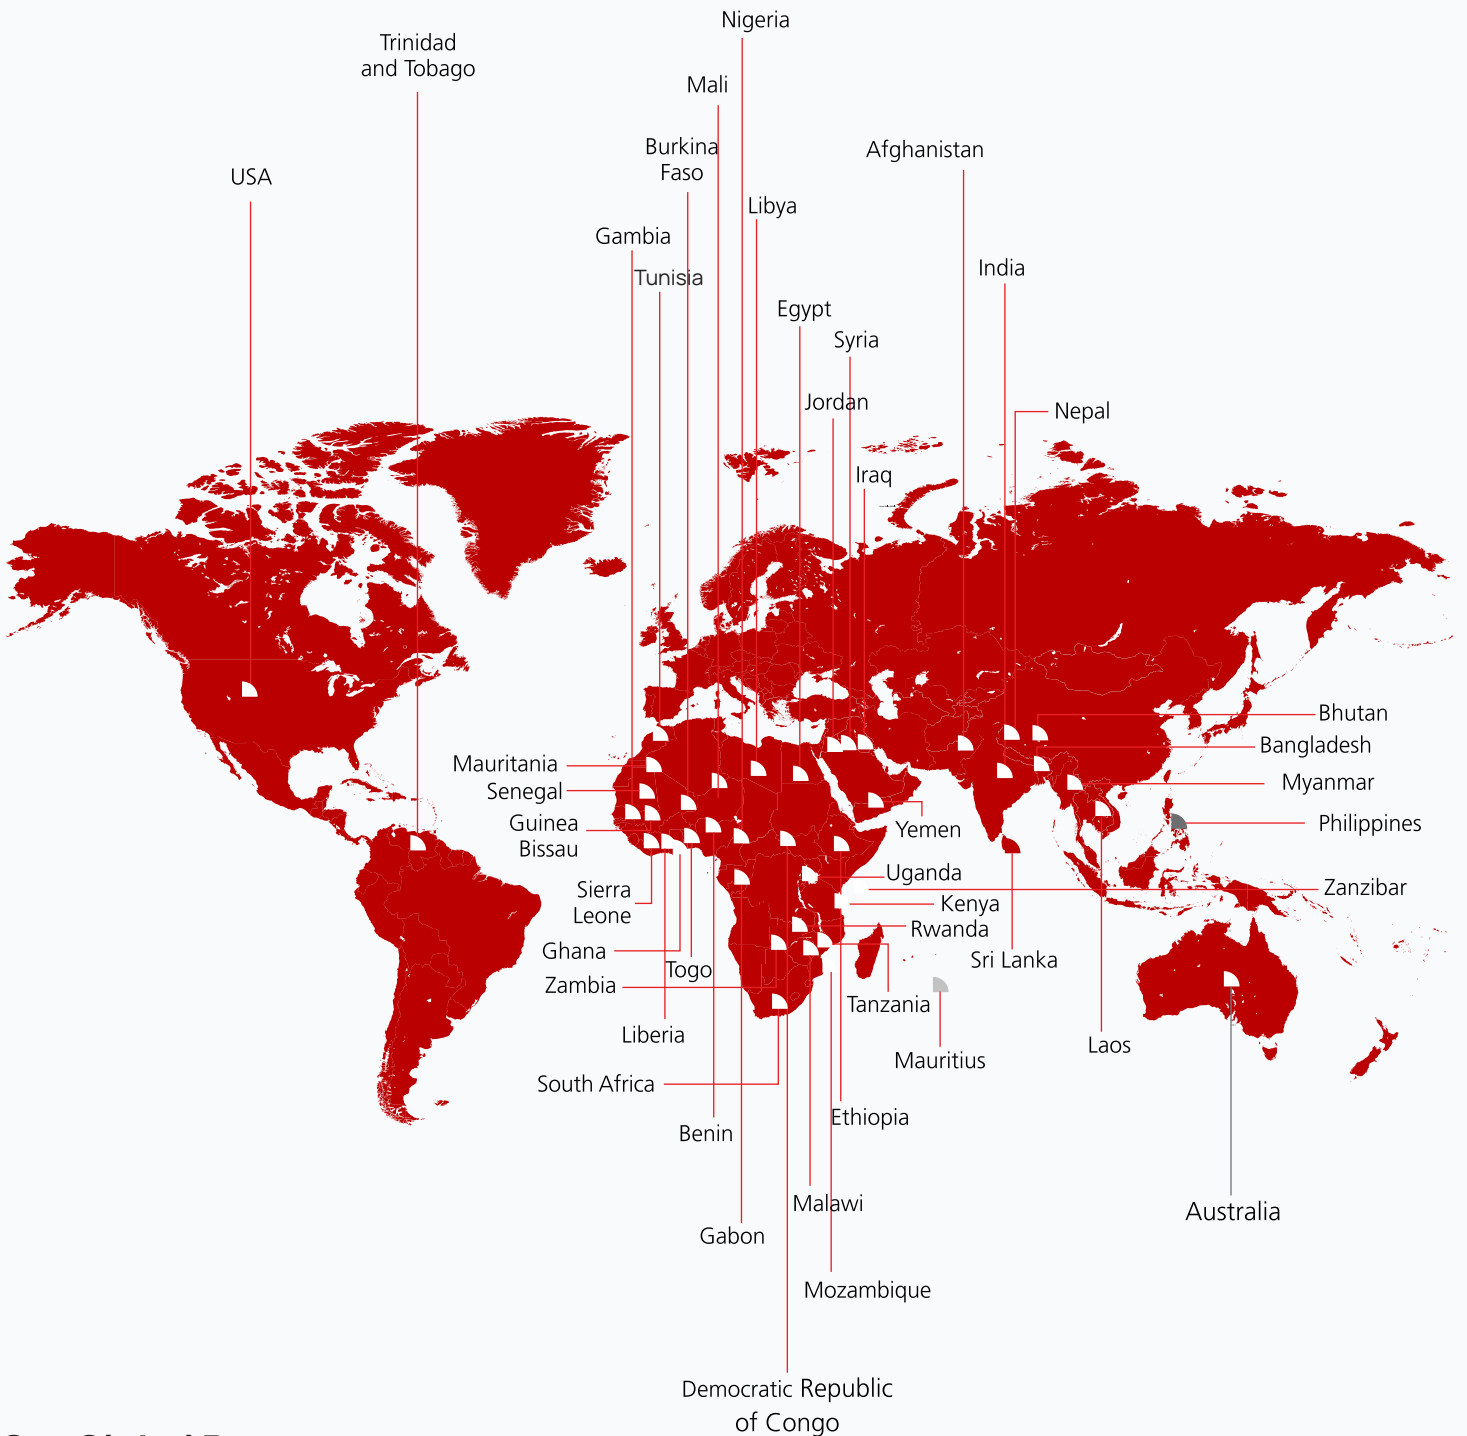 Nigeria
Trinidad
and Tobago
Mali
Burkina
Faso
Afghanistan
USA
Libya
Gambia
Tunisia
India
Egypt
Syria
Jordan
Nepal
Iraq
Bhutan
Bangladesh
Mauritania
Myanmar
Senegal
Guinea
Bissau
Yemen
Philippines
Uganda
Zanzibar
Sierra
Leone
Kenya
Rwanda
Ghana
Sri Lanka
Togo
Zambia
Tanzania
Liberia
Laos
Mauritius
South Africa
Ethiopia
Benin
Malawi
Australia
Gabon
Mozambique
Democratic Republic
of Congo